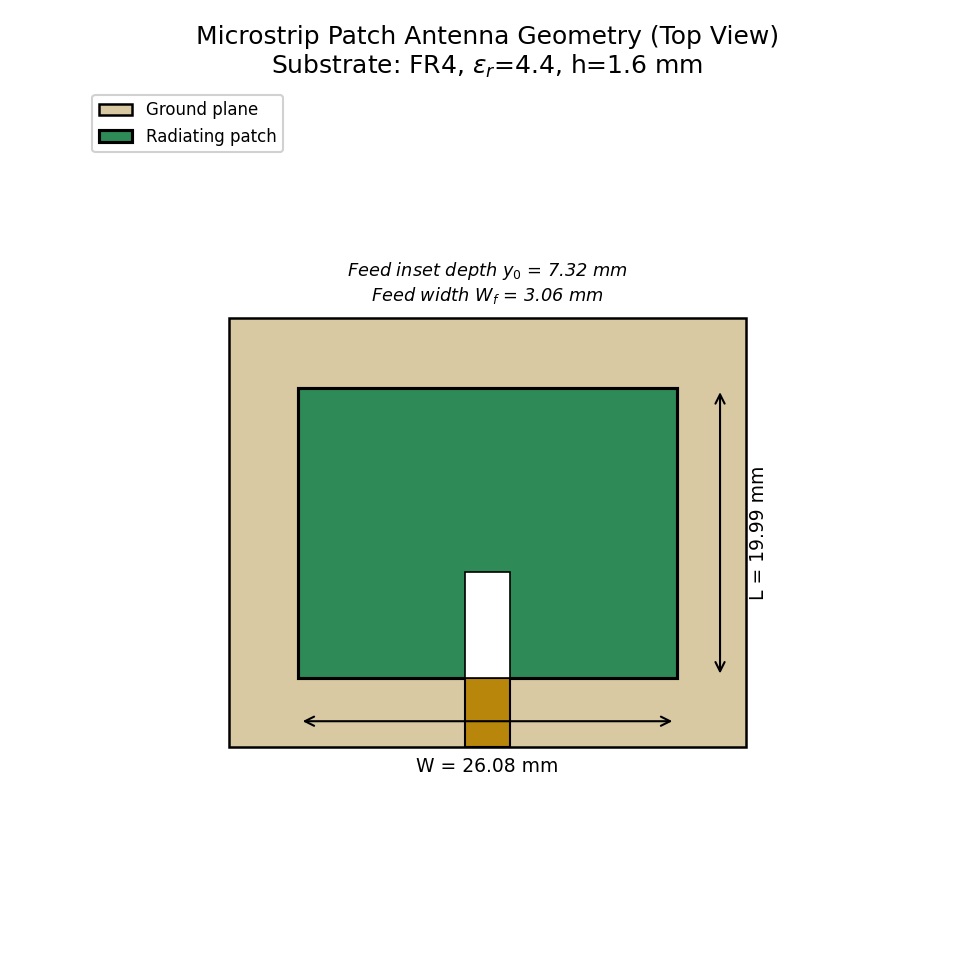 Microstrip Patch Antenna Geometry (Top View)
Substrate: FR4, εr=4.4, h=1.6 mm
Ground plane
Radiating patch
Feed inset depth y0 = 7.32 mm
Feed width Wf = 3.06 mm
L = 19.99 mm
W = 26.08 mm